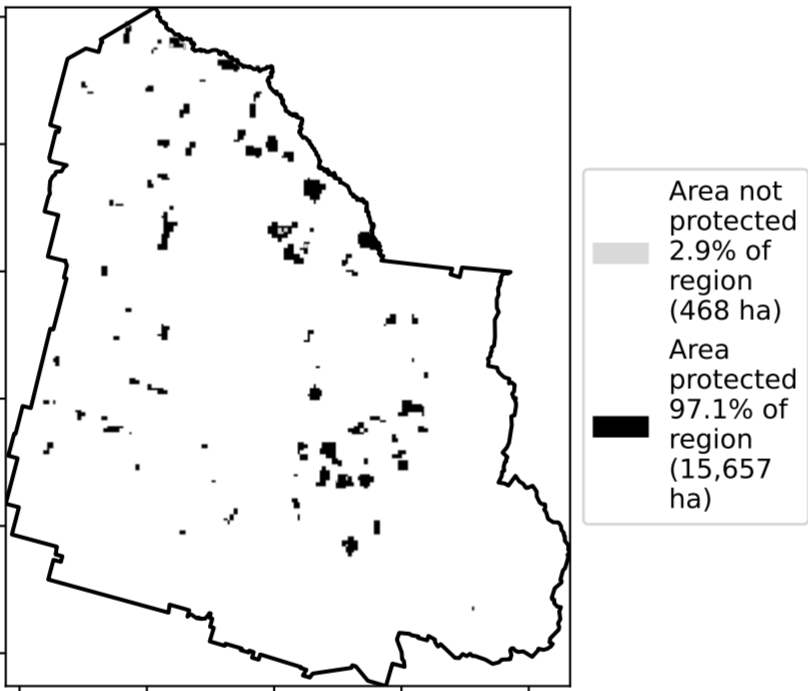 Area not
protected
2.9% of
region
(468 ha)
Area
protected
97.1% of
region
(15,657
ha)